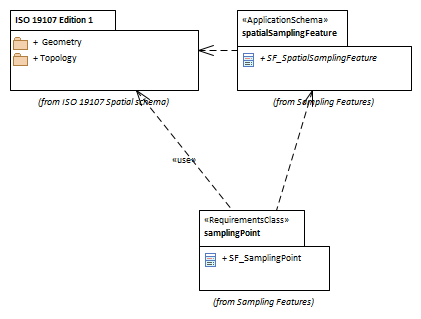 ISO 19107 Edition 1
+ Geometry
+ Topology
(from ISO 19107 Spatial schema)
«ApplicationSchema»
spatialSamplingFeature
+ SF_SpatialSamplingFeature
(from Sampling Features)
«use»
«RequirementsClass»
samplingPoint
+ SF_SamplingPoint
(from Sampling Features)